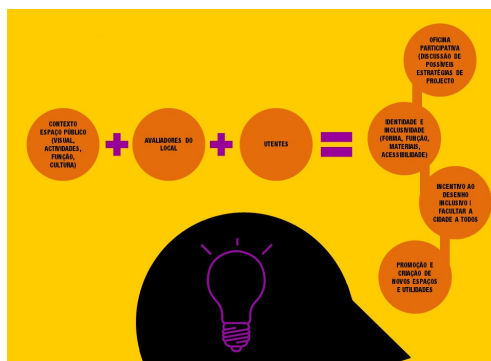 CONTEXTO
ESPAÇO PÚBLICO
(VISUAL,
ACTIVIDADES,
FUNÇÃO,
CULTURA)
+
AVALIADORES DO
LOCAL
+
UTENTES
=
OFICINA
PARTICIPATIVA
(DISCUSSÃO DE
POSSÍVEIS
ESTRATÉGIAS DE
PROJECTO
IDENTIDADE E
INCLUSIVIDADE
(FORMA, FUNÇÃO,
MATERIAIS,
ACESSIBILIDADE)
INCENTIVO AO
DESENHO
INCLUSIVO |
FACULTAR A
CIDADE A TODOS
PROMOÇÃO E
CRIAÇÃO DE
NOVOS ESPAÇOS
E UTILIDADES